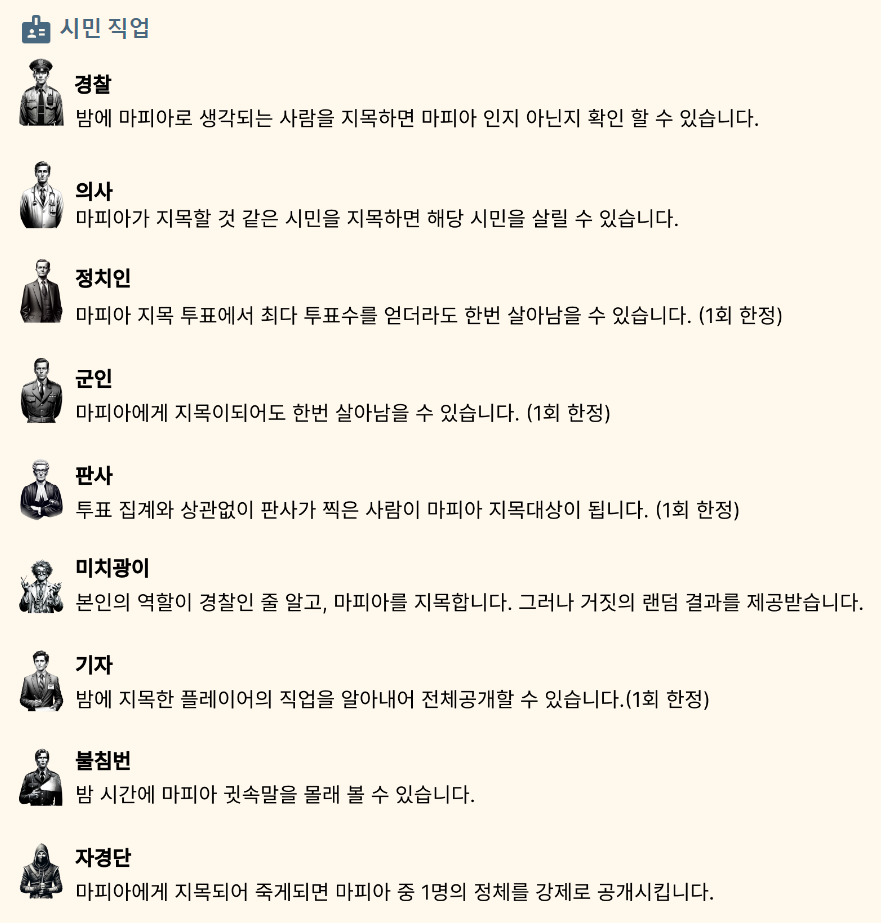 시민 직업
경찰
밤에 마피아로 생각되는 사람을 지목하면 마피아 인지 아닌지 확인 할 수 있습니다.
의사
마피아가 지목할 것 같은 시민을 지목하면 해당 시민을 살릴 수 있습니다.
정치인
마피아 지목 투표에서 최다 투표수를 얻더라도 한번 살아남을 수 있습니다. (1회 한정)
군인
마피아에게 지목이되어도 한번 살아남을 수 있습니다. (1회 한정)
판사
투표 집계와 상관없이 판사가 찍은 사람이 마피아 지목대상이 됩니다. (1회 한정)
미치광이
본인의 역할이 경찰인 줄 알고, 마피아를 지목합니다. 그러나 거짓의 랜덤 결과를 제공받습니다.
기자
밤에 지목한 플레이어의 직업을 알아내어 전체공개할 수 있습니다.(1회 한정)
불침번
밤 시간에 마피아 귓속말을 몰래 볼 수 있습니다.
자경단
마피아에게 지목되어 죽게되면 마피아 중 1명의 정체를 강제로 공개시킵니다.